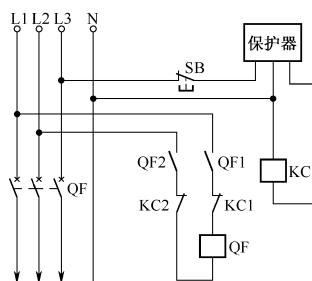 L1 L2 L3 N
保护器
SB
QF2 QF1
QF
KC
KC2 KC1
QF